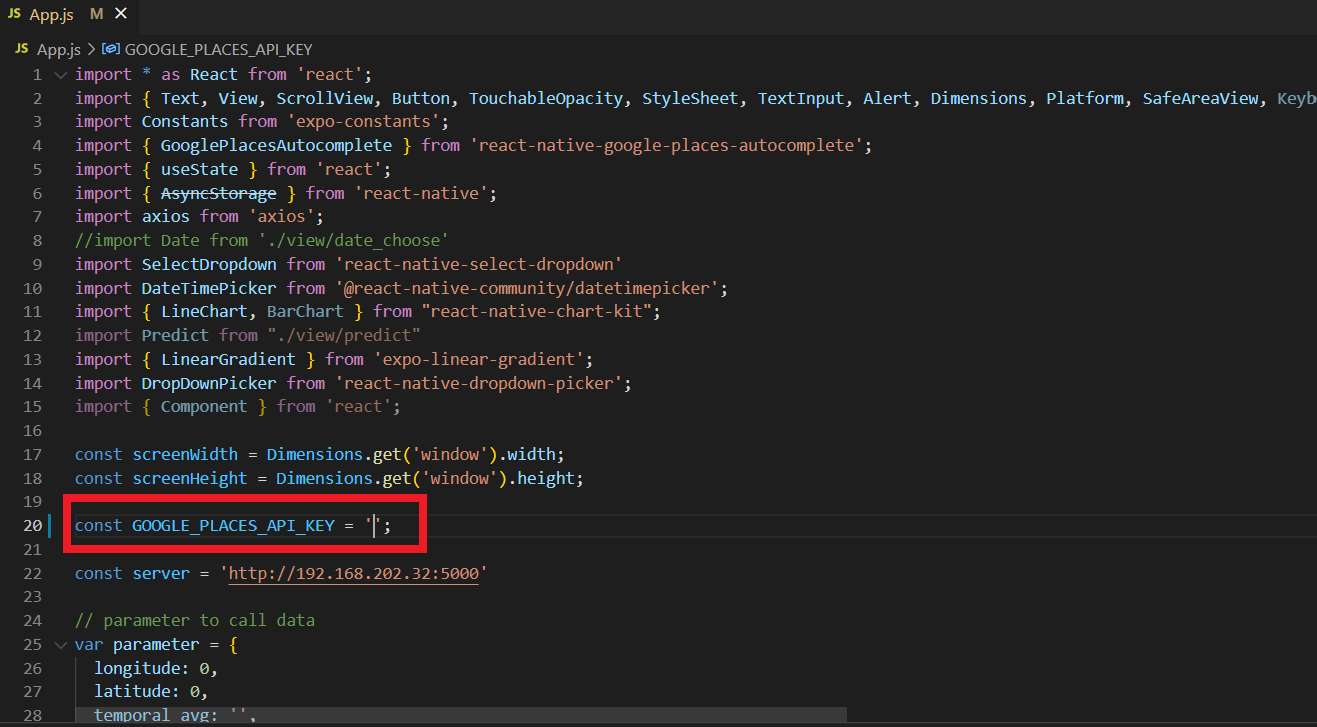 JS App.js M ×
JS App.js > GOOGLE_PLACES_API_KEY
1 import * as React from 'react';
2 import { Text, View, ScrollView, Button, TouchableOpacity, StyleSheet, TextInput, Alert, Dimensions, Platform, SafeAreaView, Keyb
3 import Constants from 'expo-constants';
4 import { GooglePlacesAutocomplete } from 'react-native-google-places-autocomplete';
5 import { useState } from 'react';
6 import { AsyncStorage } from 'react-native';
7 import axios from 'axios';
8 //import Date from './view/date_choose'
9 import SelectDropdown from 'react-native-select-dropdown'
10 import DateTimePicker from '@react-native-community/datetimepicker';
11 import { LineChart, BarChart } from "react-native-chart-kit";
12 import Predict from "./view/predict"
13 import { LinearGradient } from 'expo-linear-gradient';
14 import DropDownPicker from 'react-native-dropdown-picker';
15 import { Component } from 'react';
16
17 const screenWidth = Dimensions.get('window').width;
18 const screenHeight = Dimensions.get('window').height;
19
20 const GOOGLE_PLACES_API_KEY = '';
21
22 const server = 'http://192.168.202.32:5000'
23
24 // parameter to call data
25 var parameter = {
26 longitude: 0,
27 latitude: 0,
28 temporal_avg: '',